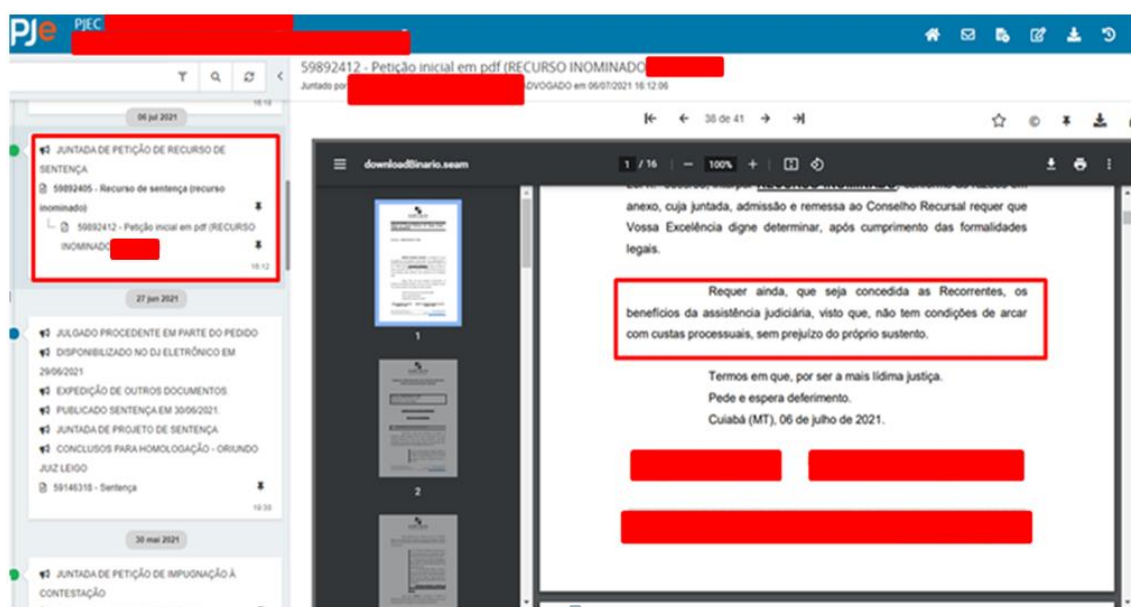 PJe PJEC
59892412 - Petição inicial em pdf (RECURSO INOMINADO
Juntado por ADVOGADO em 06/07/2021 16:12:06
16:18
06 jul 2021
JUNTADA DE PETIÇÃO DE RECURSO DE
SENTENÇA
59892405 - Recurso de sentença (recurso
inominado)
59892412 - Petição inicial em pdf (RECURSO
INOMINADO
16:12
27 jun 2021
JULGADO PROCEDENTE EM PARTE DO PEDIDO
DISPONIBILIZADO NO DJ ELETRÔNICO EM
29/06/2021
EXPEDIÇÃO DE OUTROS DOCUMENTOS.
PUBLICADO SENTENÇA EM 30/06/2021.
JUNTADA DE PROJETO DE SENTENÇA
CONCLUSOS PARA HOMOLOGAÇÃO - ORIUNDO
JUIZ LEIGO
59146318 - Sentença
19:38
30 mai 2021
JUNTADA DE PETIÇÃO DE IMPUGNAÇÃO À
CONTESTAÇÃO
38 de 41
downloadBinario.seam
1 / 16
100%
1
2
RECURSO INOMINADO
anexo, cuja juntada, admissão e remessa ao Conselho Recursal requer que
Vossa Excelência digne determinar, após cumprimento das formalidades
legais.
Requer ainda, que seja concedida as Recorrentes, os
benefícios da assistência judiciária, visto que, não tem condições de arcar
com custas processuais, sem prejuízo do próprio sustento.
Termos em que, por ser a mais lídima justiça.
Pede e espera deferimento.
Cuiabá (MT), 06 de julho de 2021.